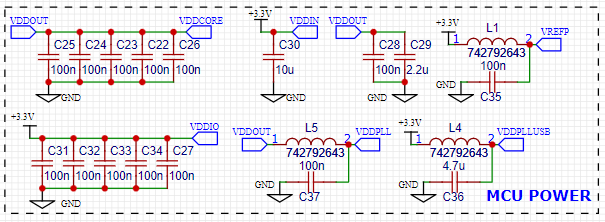 VDDOUT VDDCORE +3.3V VDDIN VDDOUT +3.3V L1 VREFP
C25 C24 C23 C22 C26 C30 C28 C29 1 2
742792643
100n 100n 100n 100n 100n 10u 100n 2.2u 100n
GND GND GND GND C35
+3.3V VDDIO VDDOUT L5 VDDPLL +3.3V L4 VDDPLLUSB
1 2 1 2
C31 C32 C33 C34 C27 742792643 742792643
100n 100n 100n 100n 100n 100n 4.7u
GND GND C37 GND C36
MCU POWER